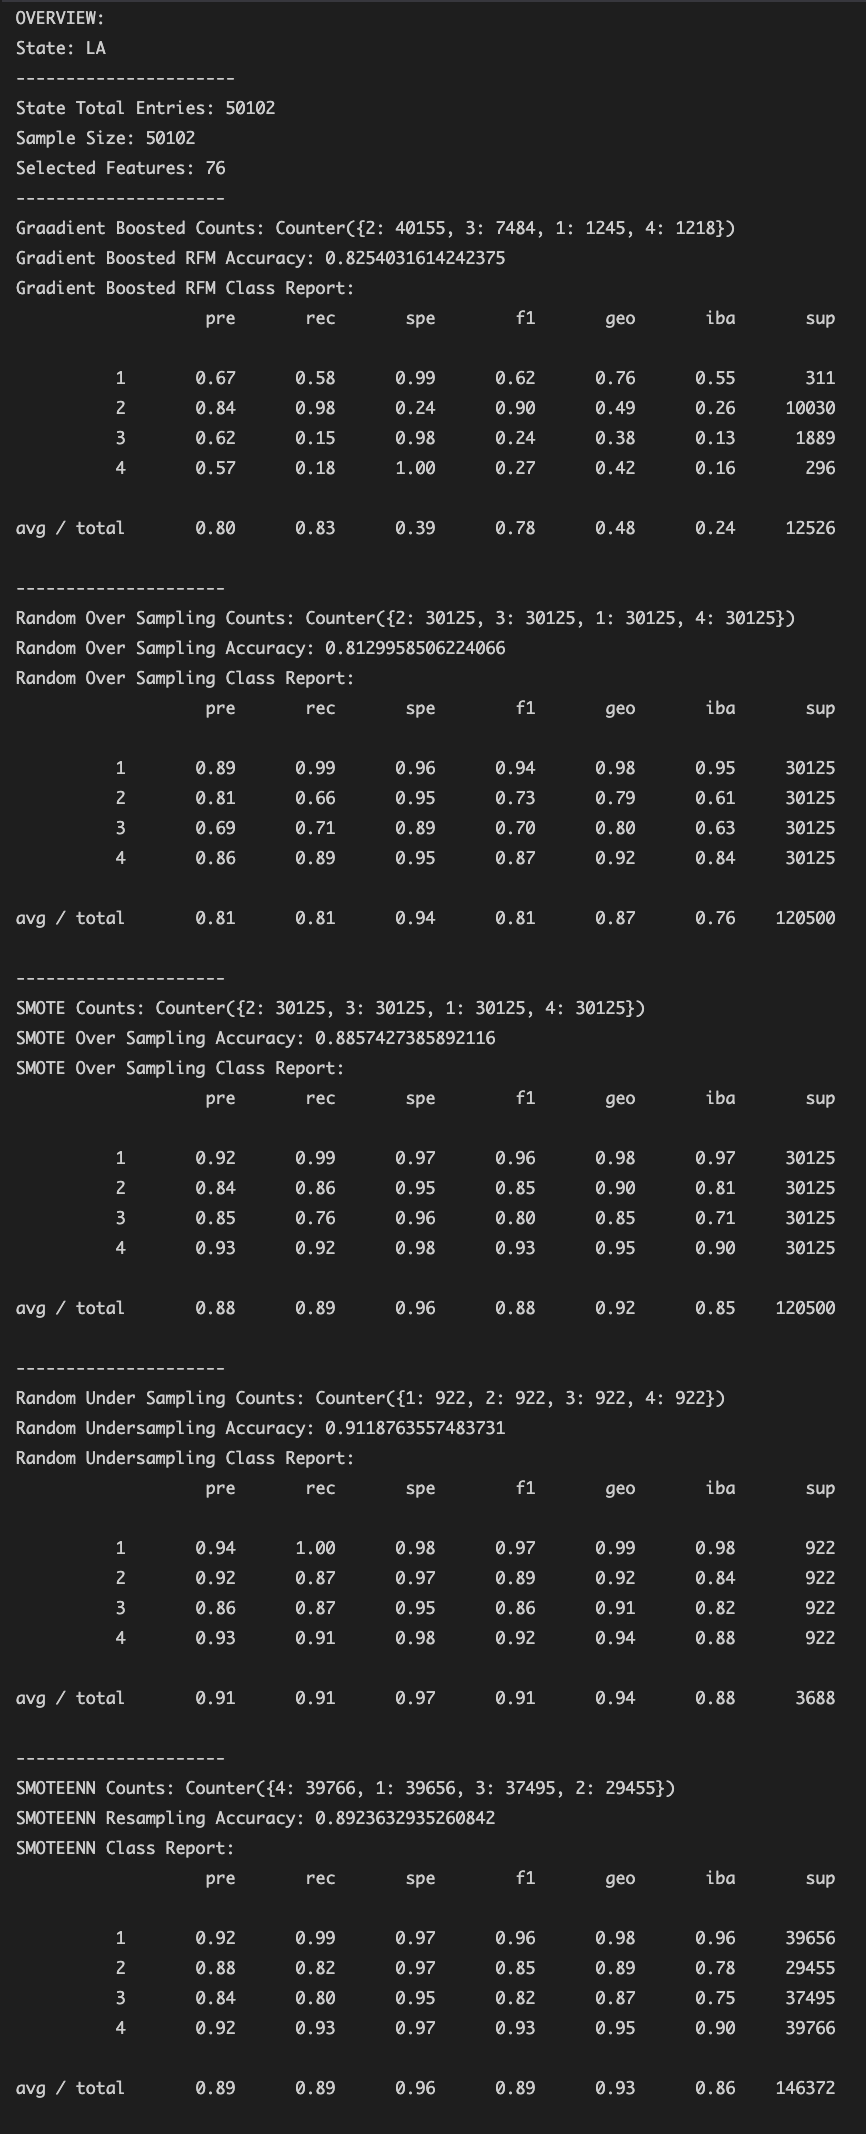 OVERVIEW:
State: LA
----------------------
State Total Entries: 50102
Sample Size: 50102
Selected Features: 76
---------------------
Graadient Boosted Counts: Counter({2: 40155, 3: 7484, 1: 1245, 4: 1218})
Gradient Boosted RFM Accuracy: 0.8254031614242375
Gradient Boosted RFM Class Report:
pre rec spe f1 geo iba sup
1 0.67 0.58 0.99 0.62 0.76 0.55 311
2 0.84 0.98 0.24 0.90 0.49 0.26 10030
3 0.62 0.15 0.98 0.24 0.38 0.13 1889
4 0.57 0.18 1.00 0.27 0.42 0.16 296
avg / total 0.80 0.83 0.39 0.78 0.48 0.24 12526
---------------------
Random Over Sampling Counts: Counter({2: 30125, 3: 30125, 1: 30125, 4: 30125})
Random Over Sampling Accuracy: 0.8129958506224066
Random Over Sampling Class Report:
pre rec spe f1 geo iba sup
1 0.89 0.99 0.96 0.94 0.98 0.95 30125
2 0.81 0.66 0.95 0.73 0.79 0.61 30125
3 0.69 0.71 0.89 0.70 0.80 0.63 30125
4 0.86 0.89 0.95 0.87 0.92 0.84 30125
avg / total 0.81 0.81 0.94 0.81 0.87 0.76 120500
---------------------
SMOTE Counts: Counter({2: 30125, 3: 30125, 1: 30125, 4: 30125})
SMOTE Over Sampling Accuracy: 0.8857427385892116
SMOTE Over Sampling Class Report:
pre rec spe f1 geo iba sup
1 0.92 0.99 0.97 0.96 0.98 0.97 30125
2 0.84 0.86 0.95 0.85 0.90 0.81 30125
3 0.85 0.76 0.96 0.80 0.85 0.71 30125
4 0.93 0.92 0.98 0.93 0.95 0.90 30125
avg / total 0.88 0.89 0.96 0.88 0.92 0.85 120500
---------------------
Random Under Sampling Counts: Counter({1: 922, 2: 922, 3: 922, 4: 922})
Random Undersampling Accuracy: 0.9118763557483731
Random Undersampling Class Report:
pre rec spe f1 geo iba sup
1 0.94 1.00 0.98 0.97 0.99 0.98 922
2 0.92 0.87 0.97 0.89 0.92 0.84 922
3 0.86 0.87 0.95 0.86 0.91 0.82 922
4 0.93 0.91 0.98 0.92 0.94 0.88 922
avg / total 0.91 0.91 0.97 0.91 0.94 0.88 3688
---------------------
SMOTEENN Counts: Counter({4: 39766, 1: 39656, 3: 37495, 2: 29455})
SMOTEENN Resampling Accuracy: 0.8923632935260842
SMOTEENN Class Report:
pre rec spe f1 geo iba sup
1 0.92 0.99 0.97 0.96 0.98 0.96 39656
2 0.88 0.82 0.97 0.85 0.89 0.78 29455
3 0.84 0.80 0.95 0.82 0.87 0.75 37495
4 0.92 0.93 0.97 0.93 0.95 0.90 39766
avg / total 0.89 0.89 0.96 0.89 0.93 0.86 146372